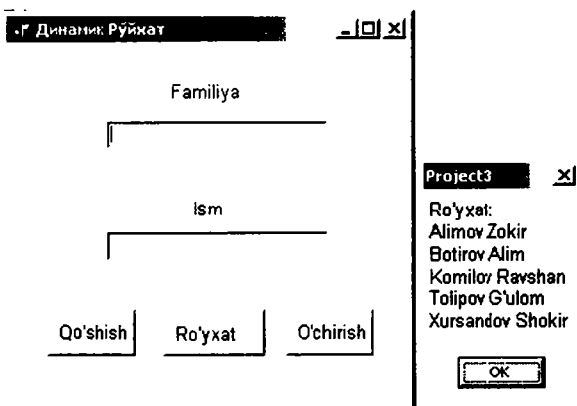 Динамик Рўйхат
Familiya
Ism
Qo'shish
Ro'yxat
O'chirish
Project3
Ro'yxat:
Alimov Zokir
Botirov Alim
Komilov Ravshan
Tolipov G'ulom
Xursandov Shokir
OK